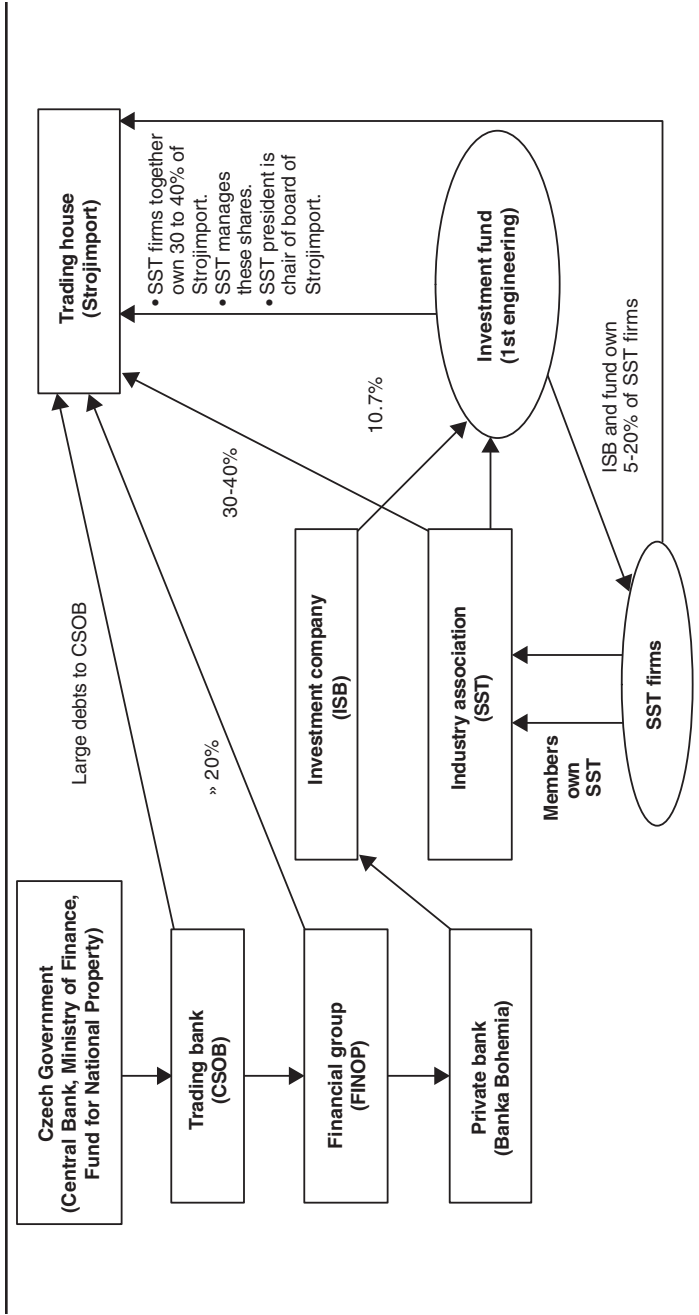 Czech Government
(Central Bank, Ministry of Finance,
Fund for National Property)
Trading bank
(CSOB)
Financial group
(FINOP)
Private bank
(Banka Bohemia)
Large debts to CSOB
» 20%
30-40%
10.7%
Investment company
(ISB)
Industry association
(SST)
Members
own
SST
SST firms
Trading house
(Strojimport)
• SST firms together
own 30 to 40% of
Strojimport.
• SST manages
these shares.
• SST president is
chair of board of
Strojimport.
Investment fund
(1st engineering)
ISB and fund own
5-20% of SST firms